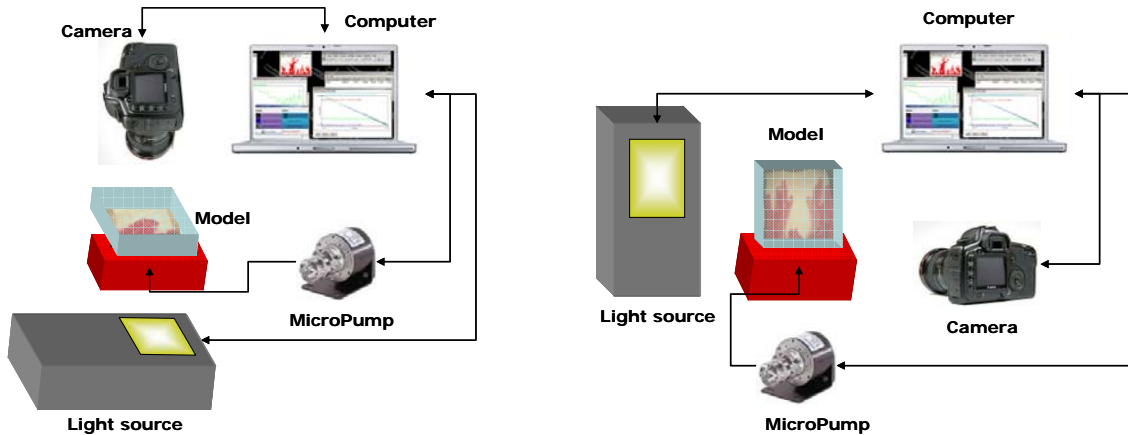 Camera
Computer
Model
MicroPump
Light source
Computer
Model
Light source
Camera
MicroPump